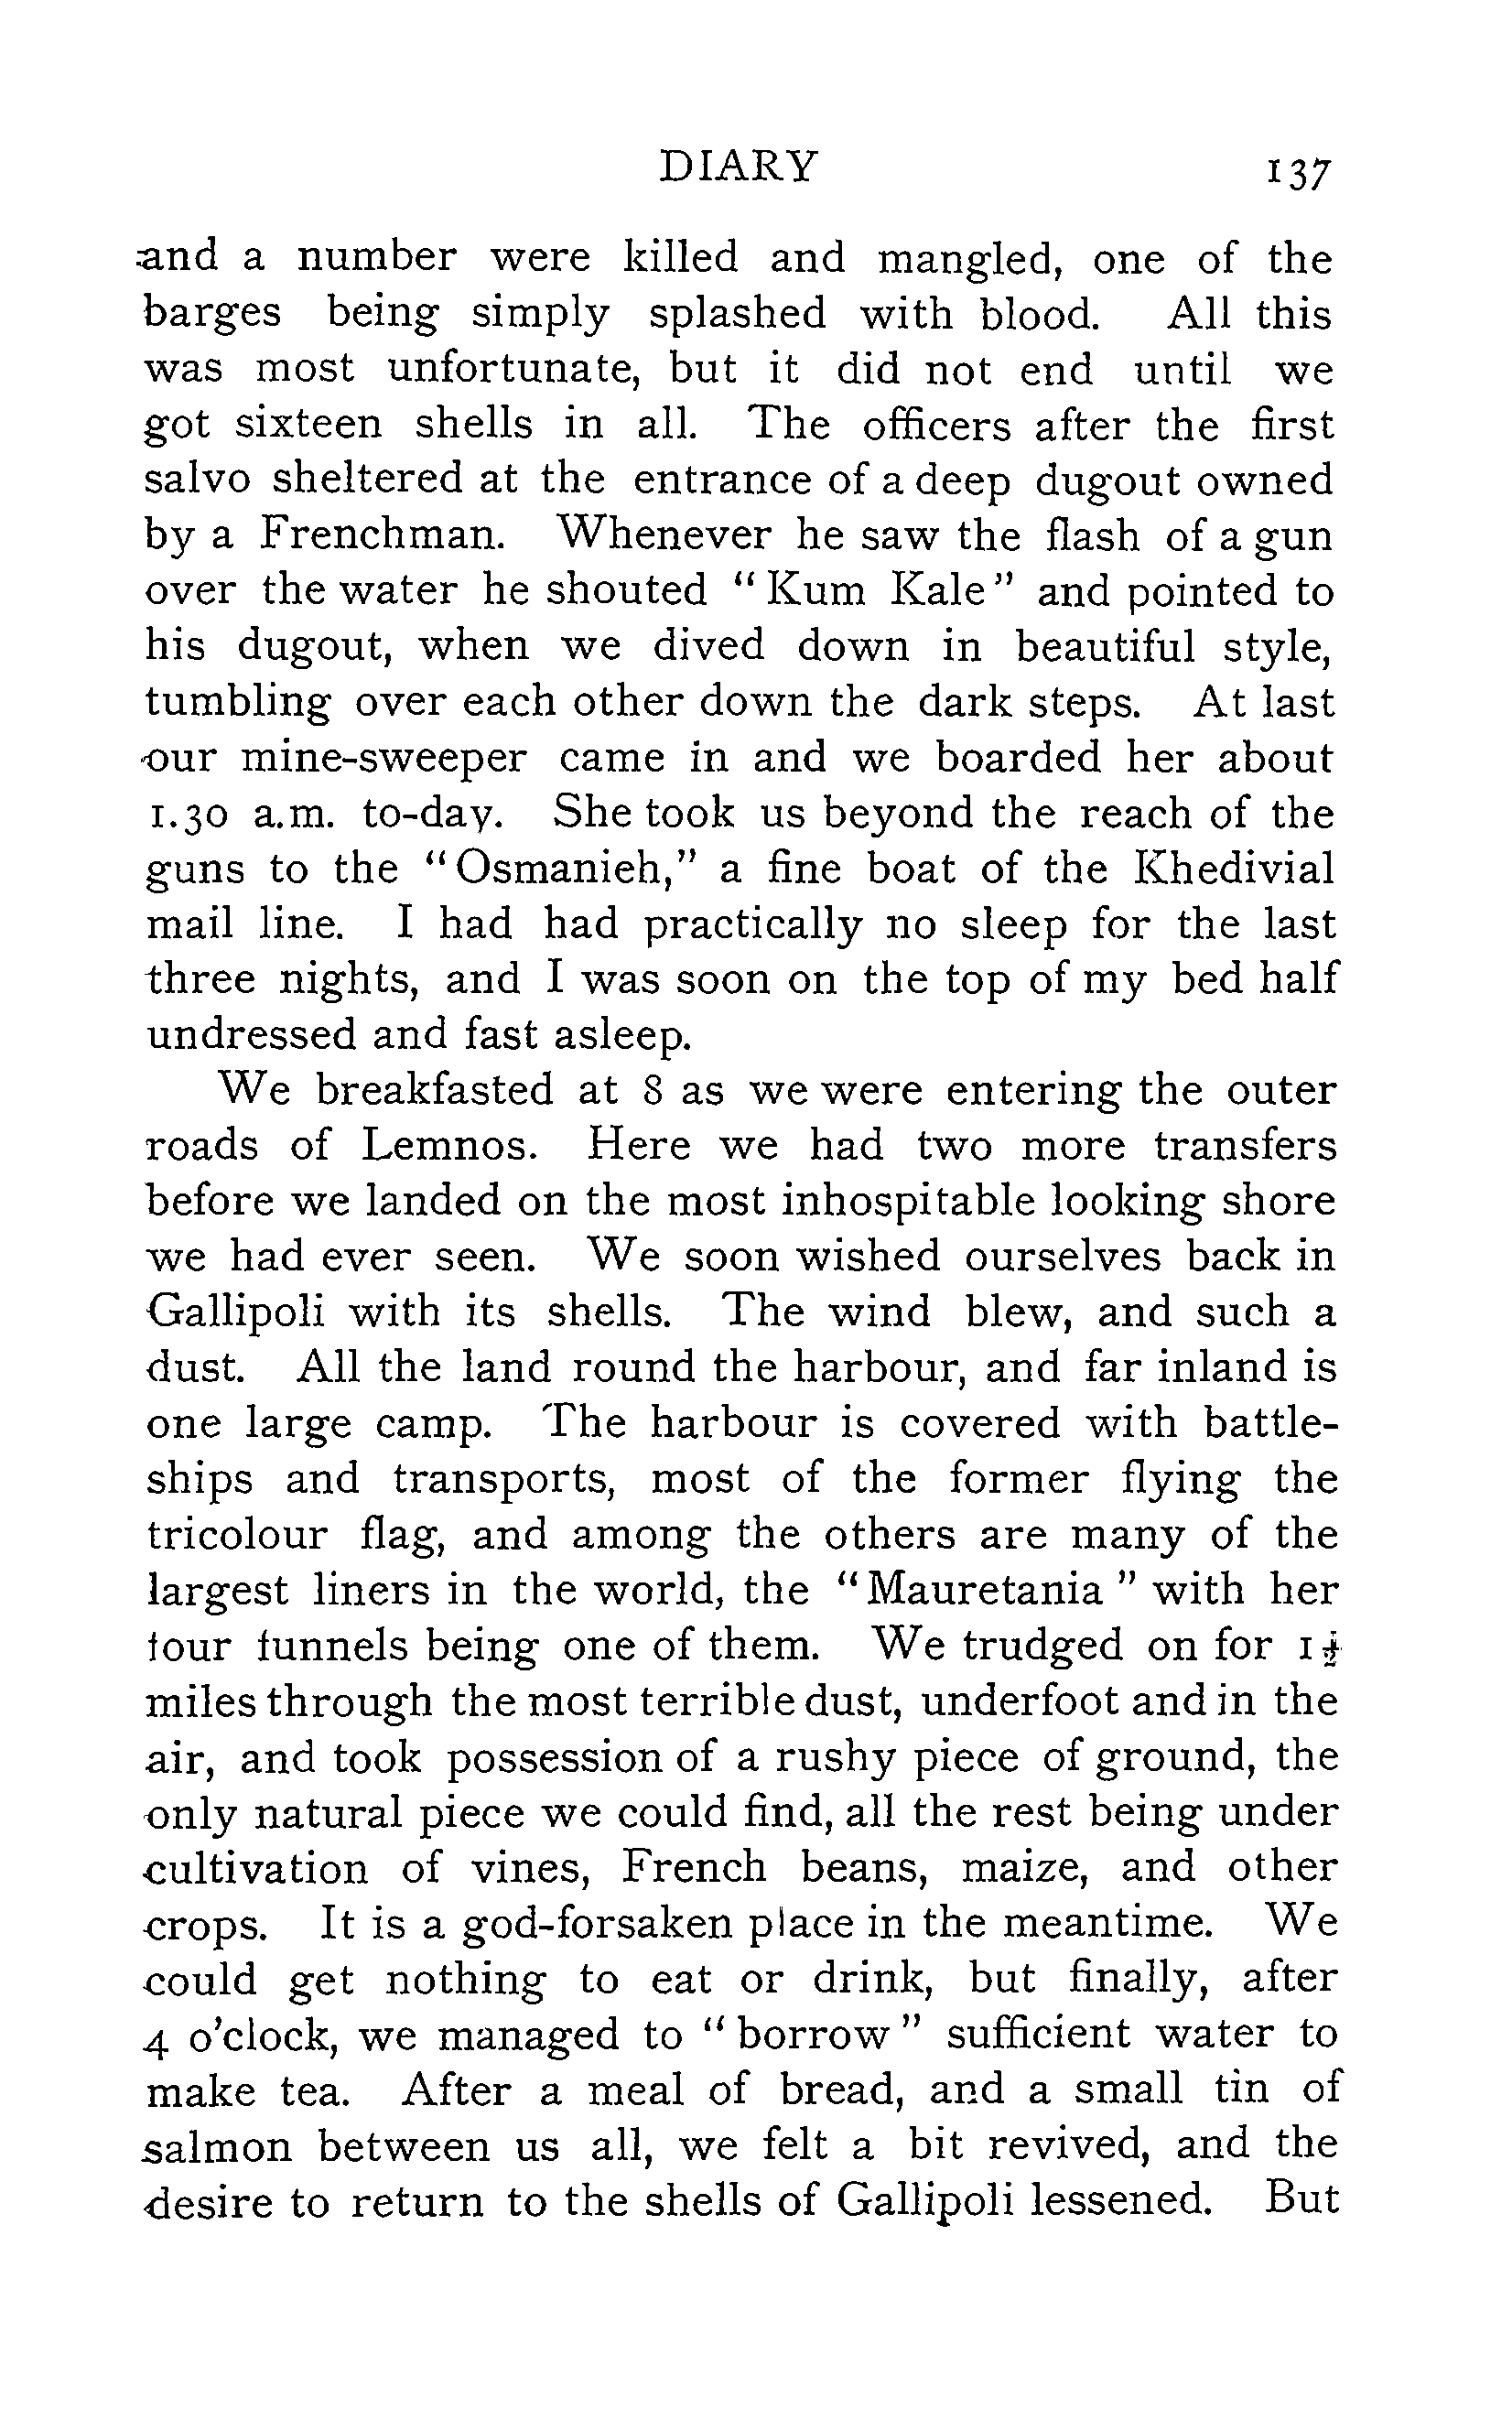 DIARY 137
and a number were killed and mangled, one of the
barges being simply splashed with blood. All this
was most unfortunate, but it did not end until we
got sixteen shells in all. The officers after the first
salvo sheltered at the entrance of a deep dugout owned
by a Frenchman. Whenever he saw the flash of a gun
over the water he shouted “Kum Kale” and pointed to
his dugout, when we dived down in beautiful style,
tumbling over each other down the dark steps. At last
our mine-sweeper came in and we boarded her about
1.30 a.m. to-day. She took us beyond the reach of the
guns to the “Osmanieh,” a fine boat of the Khedivial
mail line. I had had practically no sleep for the last
three nights, and I was soon on the top of my bed half
undressed and fast asleep.
We breakfasted at 8 as we were entering the outer
roads of Lemnos. Here we had two more transfers
before we landed on the most inhospitable looking shore
we had ever seen. We soon wished ourselves back in
Gallipoli with its shells. The wind blew, and such a
dust. All the land round the harbour, and far inland is
one large camp. The harbour is covered with battle-
ships and transports, most of the former flying the
tricolour flag, and among the others are many of the
largest liners in the world, the “Mauretania” with her
four funnels being one of them. We trudged on for 1½
miles through the most terrible dust, underfoot and in the
air, and took possession of a rushy piece of ground, the
only natural piece we could find, all the rest being under
cultivation of vines, French beans, maize, and other
crops. It is a god-forsaken place in the meantime. We
could get nothing to eat or drink, but finally, after
4 o’clock, we managed to “borrow” sufficient water to
make tea. After a meal of bread, and a small tin of
salmon between us all, we felt a bit revived, and the
desire to return to the shells of Gallipoli lessened. But